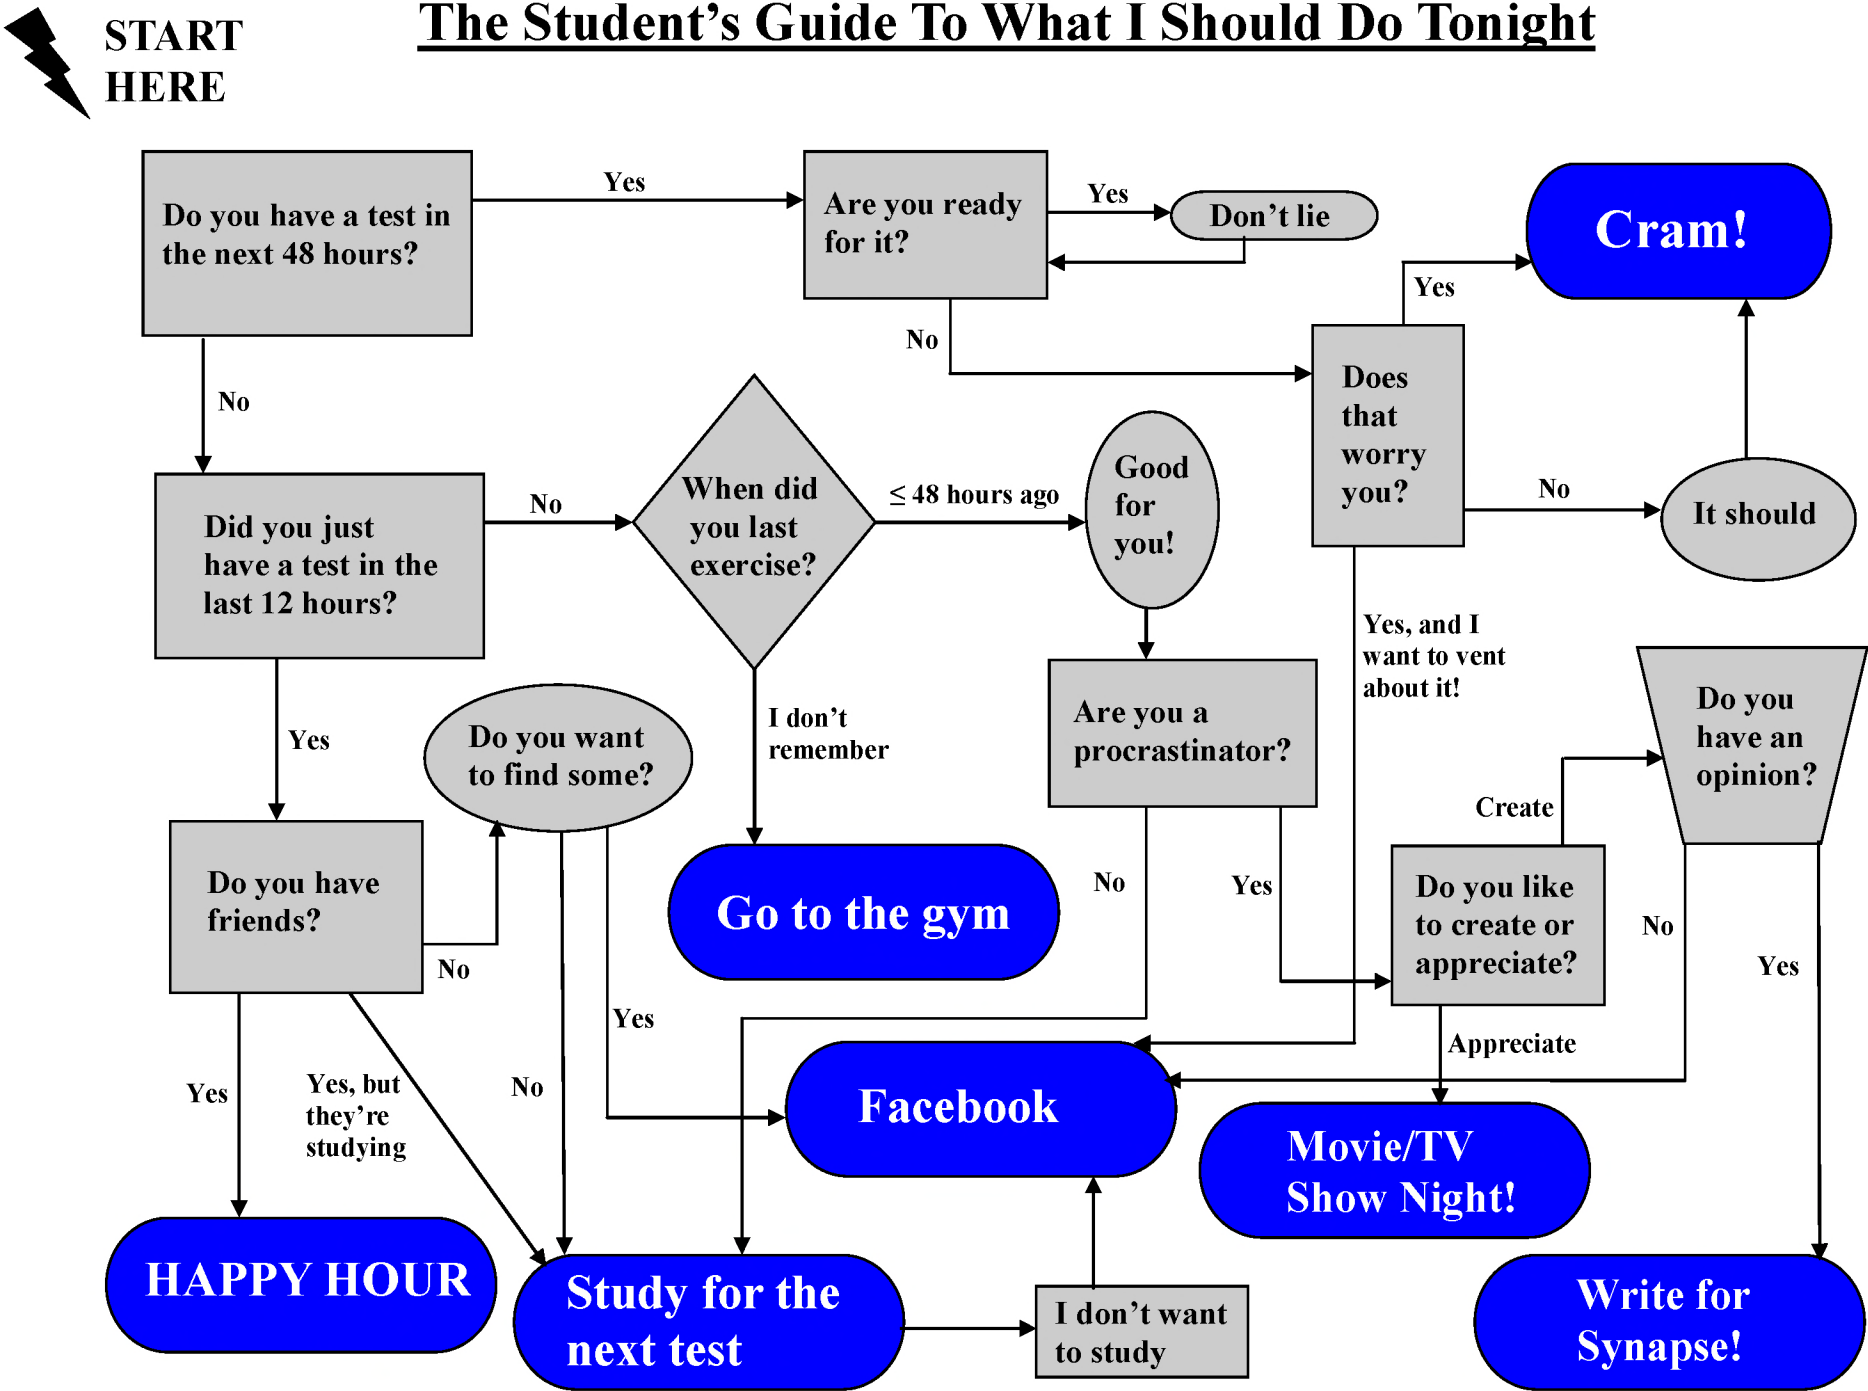 The Student’s Guide To What I Should Do Tonight
START
HERE
Do you have a test in
the next 48 hours?
Yes
Are you ready
for it?
Yes
Don’t lie
Cram!
Yes
No
No
Does
that
worry
you?
No
It should
Did you just
have a test in the
last 12 hours?
No
When did
you last
exercise?
≤ 48 hours ago
Good
for
you!
Yes, and I
want to vent
about it!
Yes
Do you want
to find some?
I don’t
remember
Are you a
procrastinator?
Do you
have an
opinion?
Create
Do you have
friends?
No
Go to the gym
No
Yes
Do you like
to create or
appreciate?
No
Yes
Yes
Yes, but
they’re
studying
No
Yes
Facebook
Appreciate
Movie/TV
Show Night!
HAPPY HOUR
Study for the
next test
I don’t want
to study
Write for
Synapse!